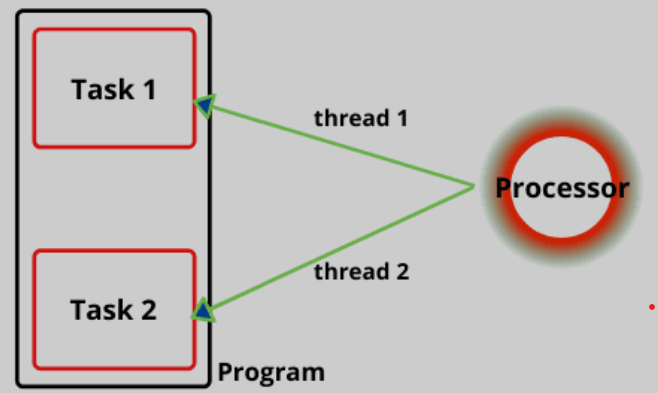 Task 1
thread 1
Processor
thread 2
Task 2
Program